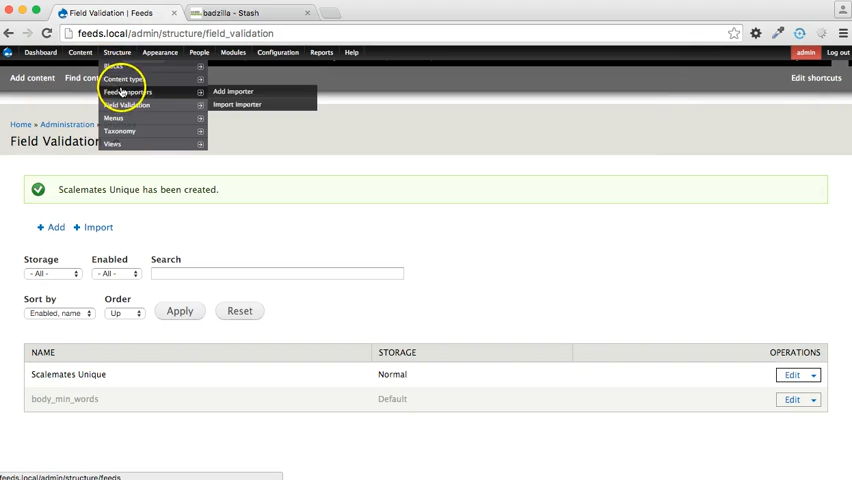 Field Validation | Feeds
badzilla - Stash
feeds.local/admin/structure/field_validation
Dashboard Content Structure Appearance People Modules Configuration Reports Help admin Log out
Blocks
Add content Find con Content types Edit shortcuts
Feeds importers Add importer
Field Validation Import importer
Menus
Home » Administration »
Taxonomy
Field Validation
Views
Scalemates Unique has been created.
+ Add + Import
Storage Enabled Search
- All - - All -
Sort by Order
Enabled, name Up Apply Reset
NAME STORAGE OPERATIONS
Scalemates Unique Normal Edit
body_min_words Default Edit
feeds.local/admin/structure/feeds